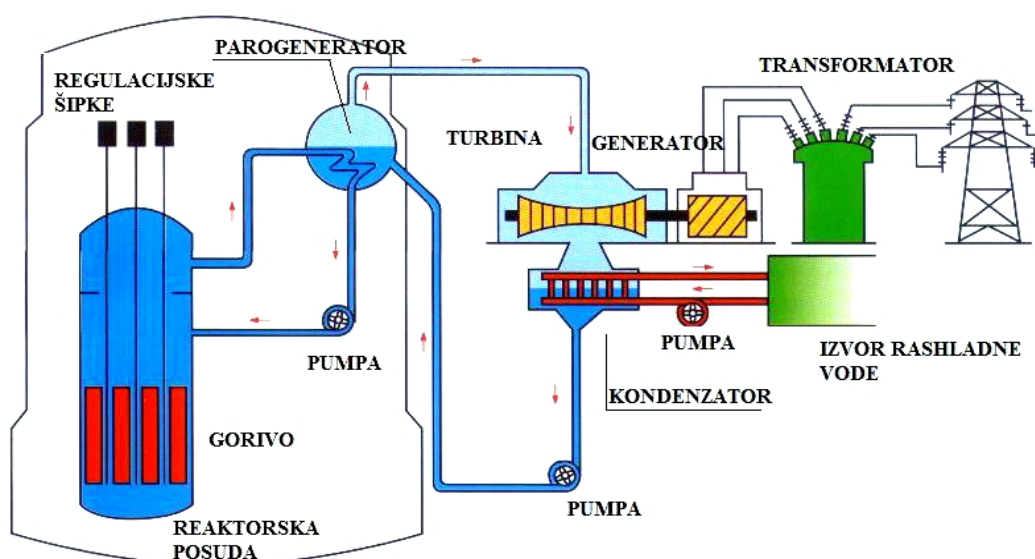 PAROGENERATOR
REGULACIJSKE
ŠIPKE
TRANSFORMATOR
TURBINA
GENERATOR
PUMPA
PUMPA
IZVOR RASHLADNE
VODE
KONDENZATOR
GORIVO
PUMPA
REAKTORSKA
POSUDA